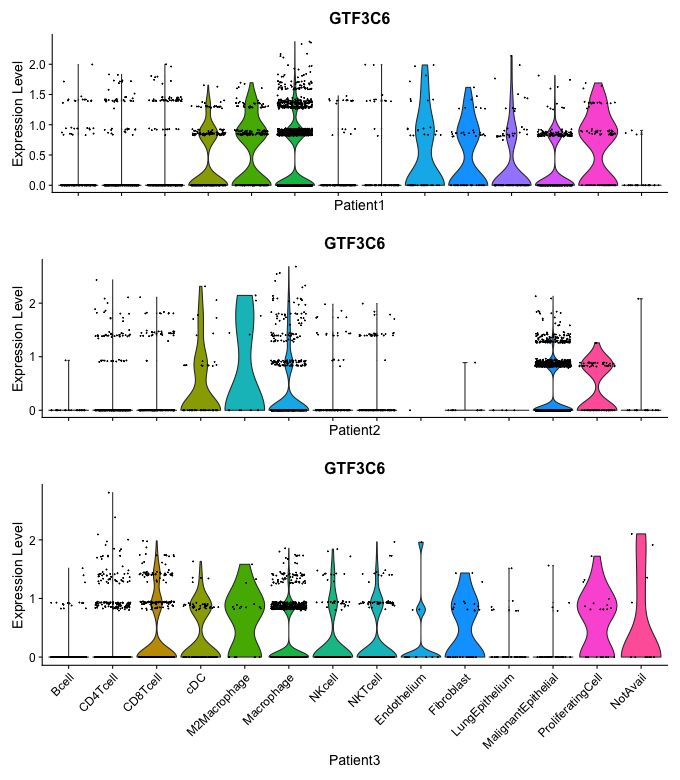 GTF3C6
Expression Level
2.0
1.5
1.0
0.5
0.0
Patient1
GTF3C6
Expression Level
2
1
0
Patient2
GTF3C6
Expression Level
2
1
0
Bcell
CD4Tcell
CD8Tcell
cDC
M2Macrophage
Macrophage
NKcell
NKTcell
Endothelium
Fibroblast
LungEpithelium
MalignantEpithelial
ProliferatingCell
NotAvail
Patient3